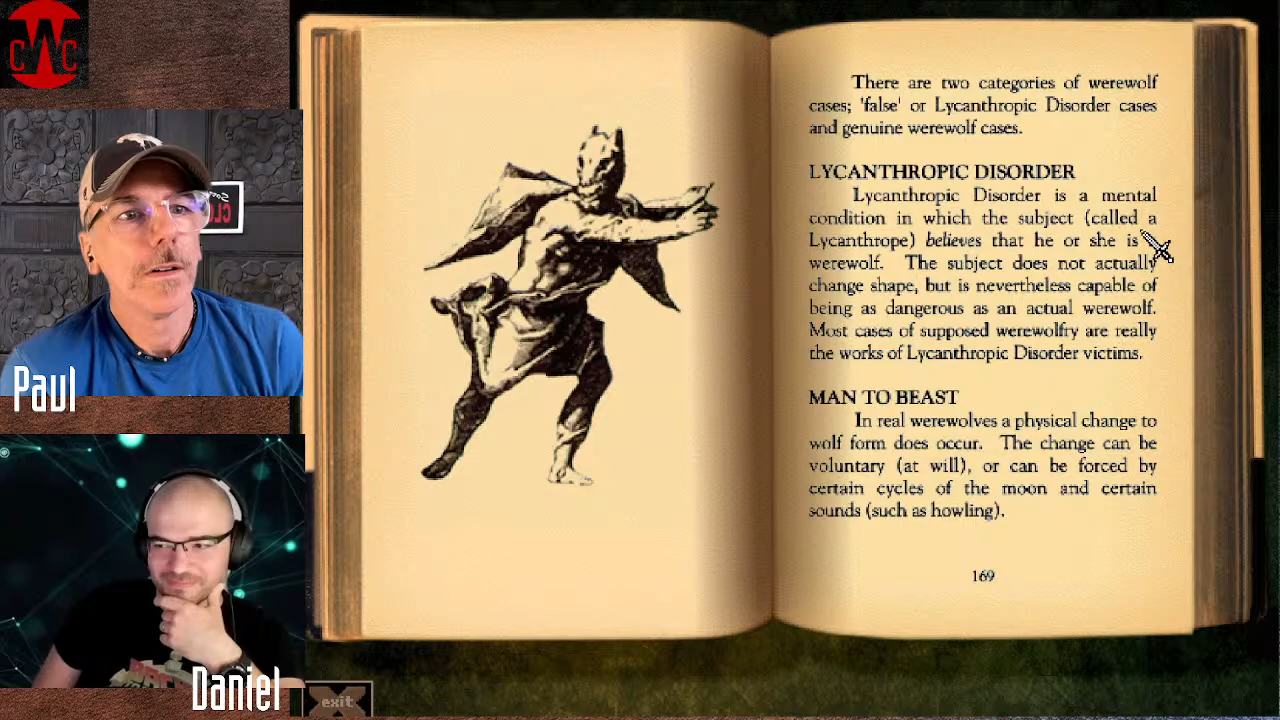 CWC
Paul
Daniel
There are two categories of werewolf
cases; 'false' or Lycanthropic Disorder cases
and genuine werewolf cases.
LYCANTHROPIC DISORDER
Lycanthropic Disorder is a mental
condition in which the subject (called a
Lycanthrope) believes that he or she is
werewolf. The subject does not actually
change shape, but is nevertheless capable of
being as dangerous as an actual werewolf.
Most cases of supposed werewolfry are really
the works of Lycanthropic Disorder victims.
MAN TO BEAST
In real werewolves a physical change to
wolf form does occur. The change can be
voluntary (at will), or can be forced by
certain cycles of the moon and certain
sounds (such as howling).
169
exit